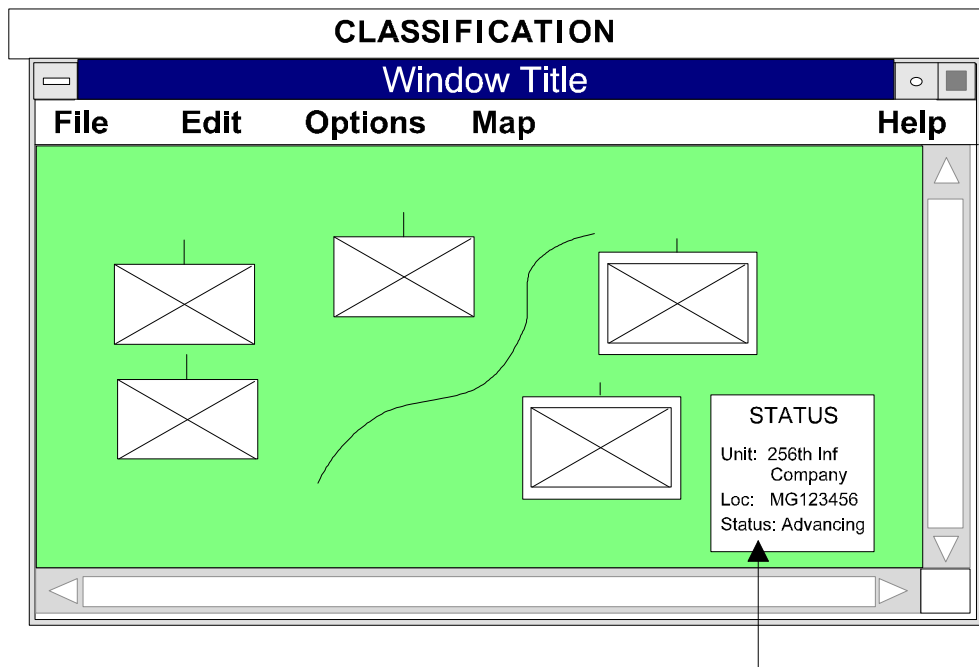 CLASSIFICATION
Window Title
File Edit Options Map Help
STATUS
Unit: 256th Inf
Company
Loc: MG123456
Status: Advancing